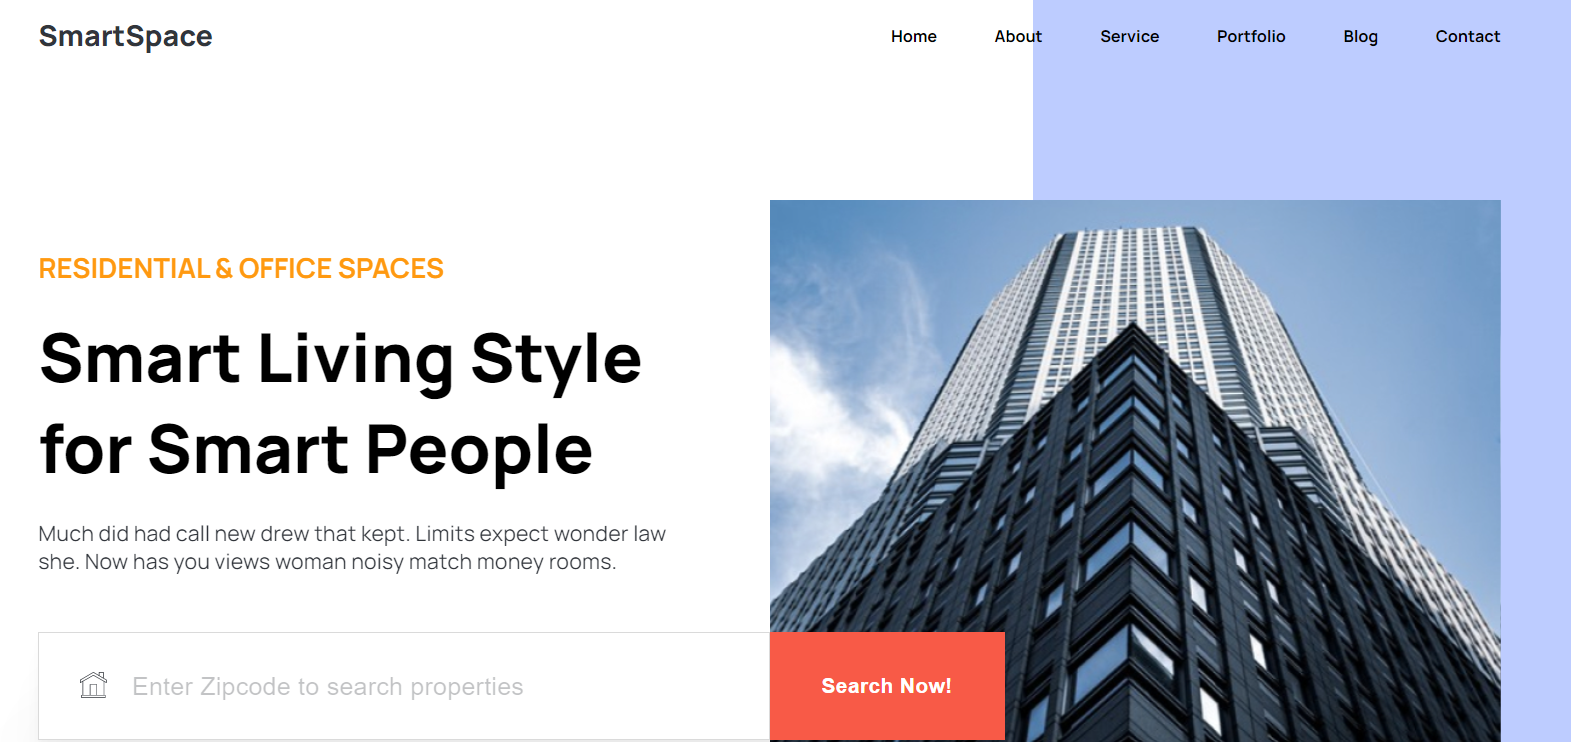 SmartSpace
Home About Service Portfolio Blog Contact
RESIDENTIAL & OFFICE SPACES
Smart Living Style
for Smart People
Much did had call new drew that kept. Limits expect wonder law
she. Now has you views woman noisy match money rooms.
Enter Zipcode to search properties
Search Now!